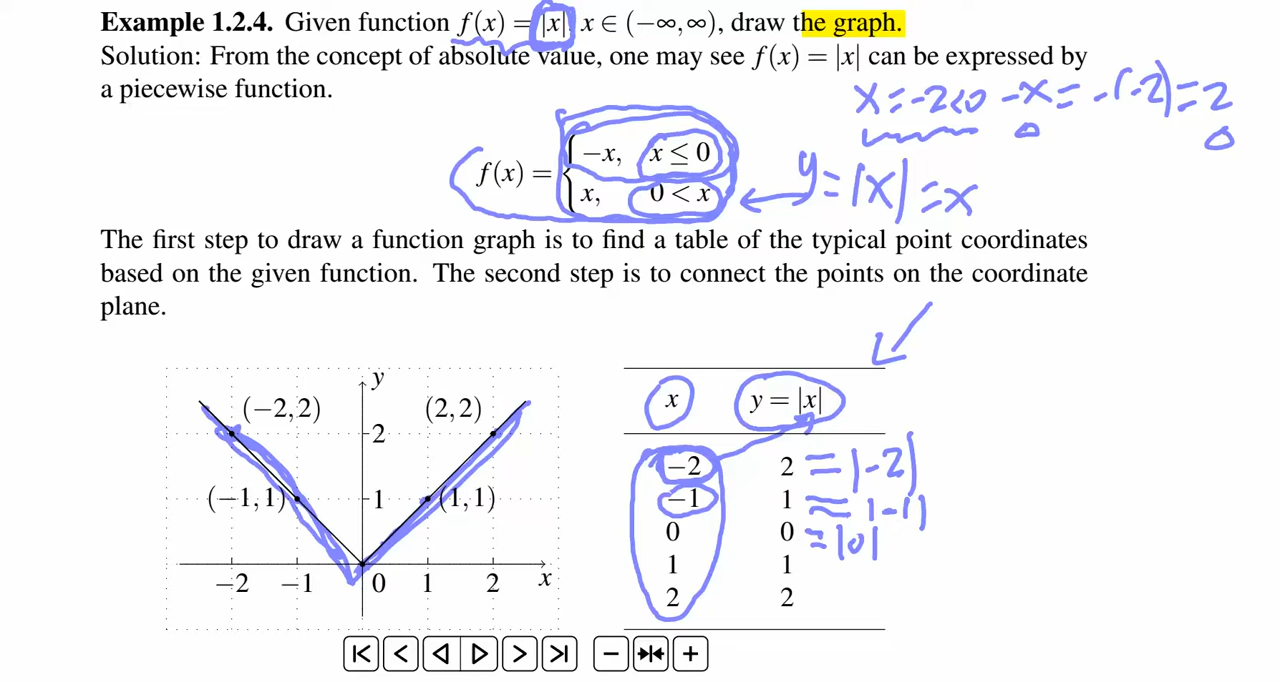 Example 1.2.4. Given function f(x) = |x| x ∈ (−∞,∞), draw the graph.
Solution: From the concept of absolute value, one may see f(x) = |x| can be expressed by
a piecewise function.
x = -2 < 0 -x = -(-2) = 2
f(x) = { −x, x ≤ 0
x, 0 < x
y = |x| = x
The first step to draw a function graph is to find a table of the typical point coordinates
based on the given function. The second step is to connect the points on the coordinate
plane.
y
(−2,2) (2,2)
2
(−1,1) 1 (1,1)
−2 −1 0 1 2 x
x y = |x|
−2 2 = |-2|
−1 1 = |-1|
0 0 = |0|
1 1
2 2